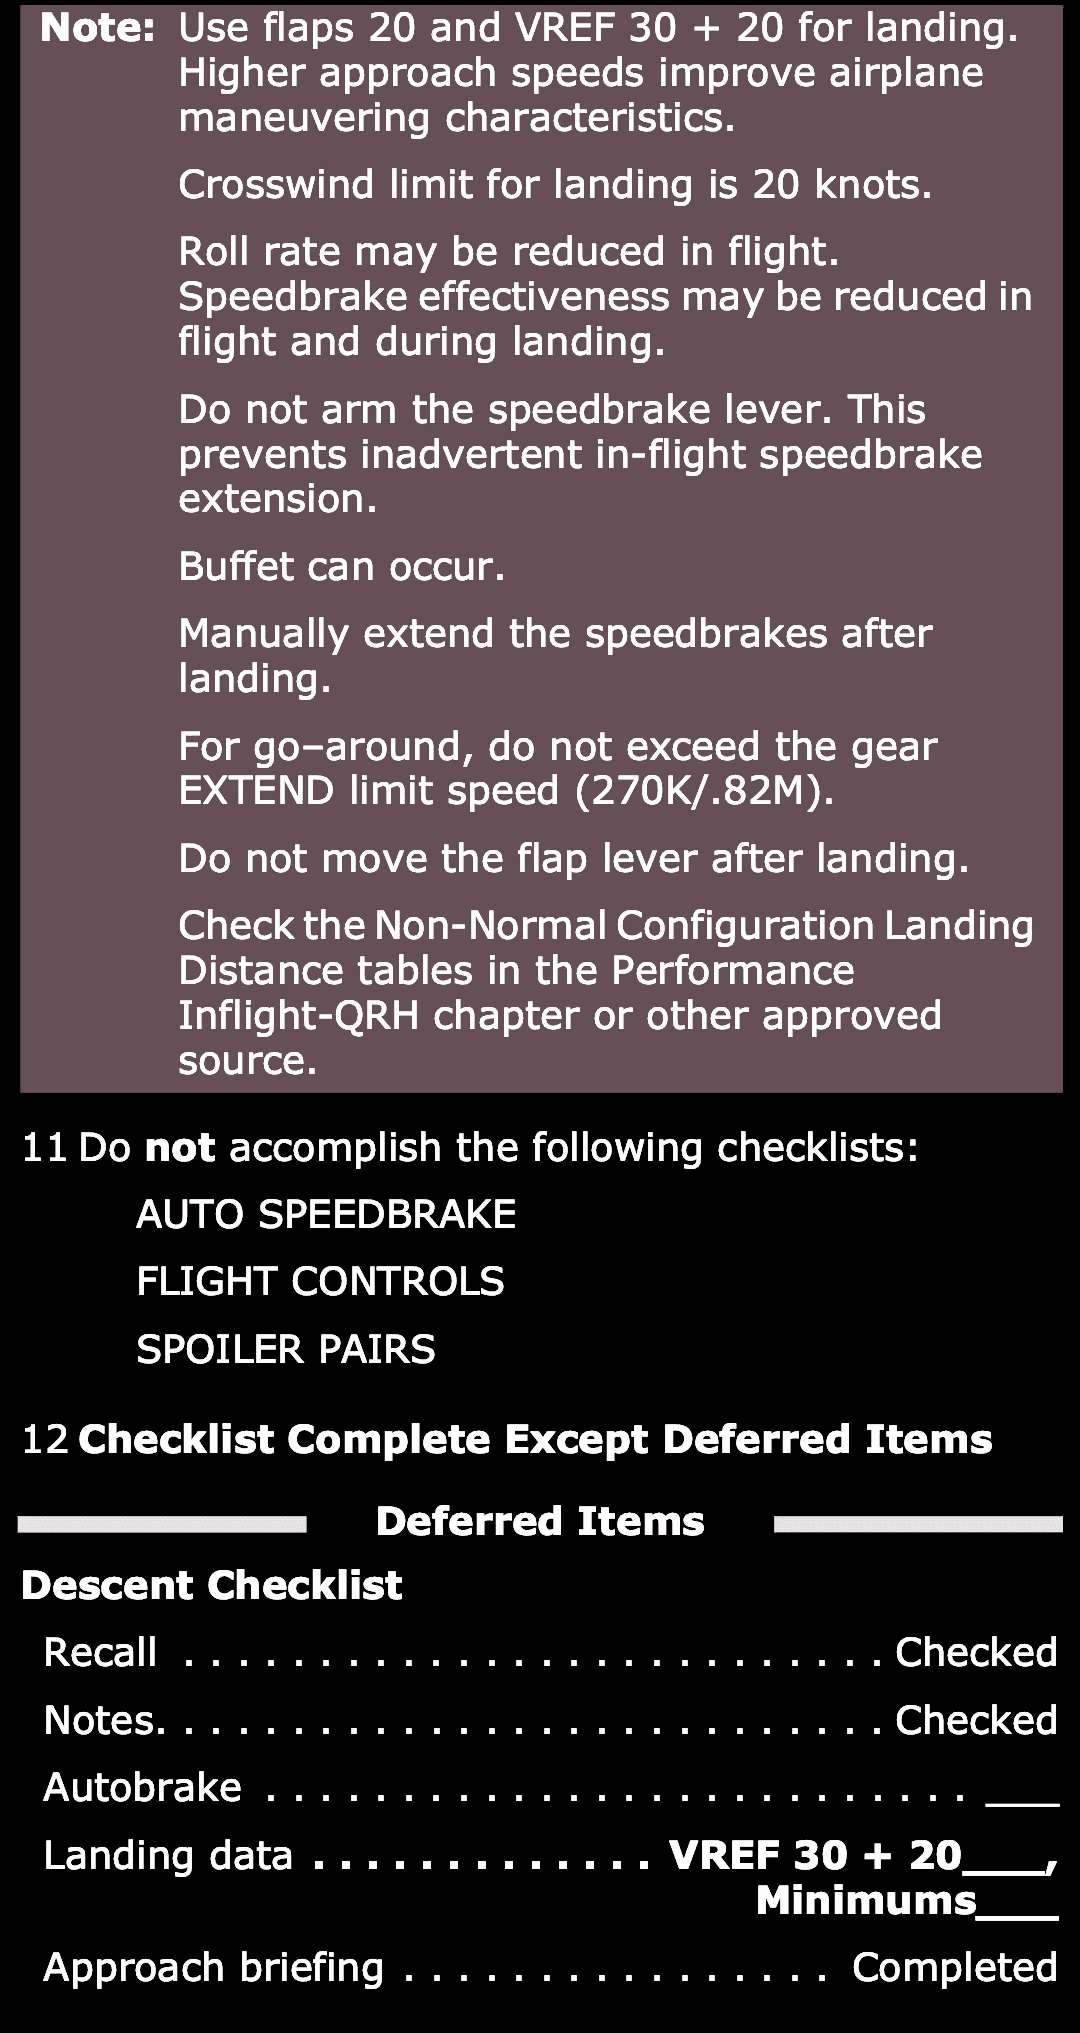 Note: Use flaps 20 and VREF 30 + 20 for landing.
Higher approach speeds improve airplane
maneuvering characteristics.
Crosswind limit for landing is 20 knots.
Roll rate may be reduced in flight.
Speedbrake effectiveness may be reduced in
flight and during landing.
Do not arm the speedbrake lever. This
prevents inadvertent in-flight speedbrake
extension.
Buffet can occur.
Manually extend the speedbrakes after
landing.
For go–around, do not exceed the gear
EXTEND limit speed (270K/.82M).
Do not move the flap lever after landing.
Check the Non-Normal Configuration Landing
Distance tables in the Performance
Inflight-QRH chapter or other approved
source.
11 Do not accomplish the following checklists:
AUTO SPEEDBRAKE
FLIGHT CONTROLS
SPOILER PAIRS
12 Checklist Complete Except Deferred Items
Deferred Items
Descent Checklist
Recall . . . . . . . . . . . . . . . . . . . . . . . . . . Checked
Notes. . . . . . . . . . . . . . . . . . . . . . . . . . . Checked
Autobrake . . . . . . . . . . . . . . . . . . . . . . . . . . ___
Landing data . . . . . . . . . . . . . VREF 30 + 20___,
Minimums___
Approach briefing . . . . . . . . . . . . . . . . Completed